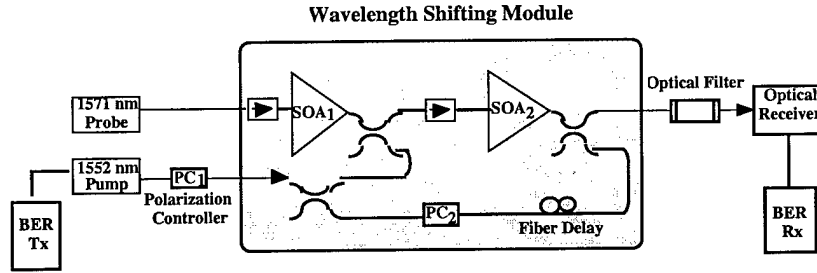 Wavelength Shifting Module
1571 nm
Probe
SOA1
SOA2
Optical Filter
Optical
Receiver
1552 nm
Pump
PC1
Polarization
Controller
PC2
Fiber Delay
BER
Tx
BER
Rx